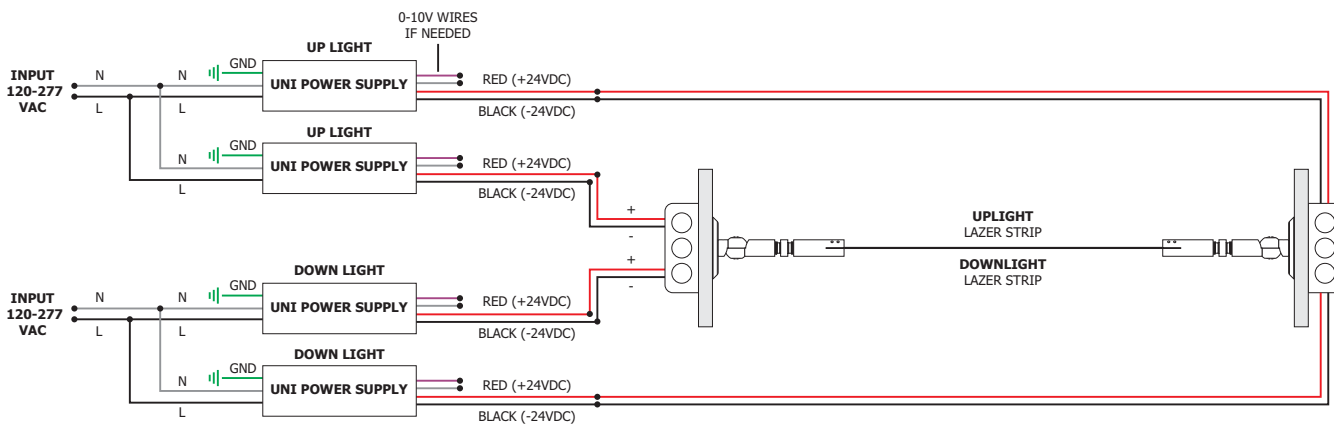 0-10V WIRES
IF NEEDED
UP LIGHT
GND
INPUT
120-277
VAC
N
N
L
L
UNI POWER SUPPLY
RED (+24VDC)
BLACK (-24VDC)
UP LIGHT
GND
N
L
UNI POWER SUPPLY
RED (+24VDC)
BLACK (-24VDC)
+
-
+
-
UPLIGHT
LAZER STRIP
DOWNLIGHT
LAZER STRIP
DOWN LIGHT
GND
INPUT
120-277
VAC
N
N
L
L
UNI POWER SUPPLY
RED (+24VDC)
BLACK (-24VDC)
DOWN LIGHT
GND
N
L
UNI POWER SUPPLY
RED (+24VDC)
BLACK (-24VDC)